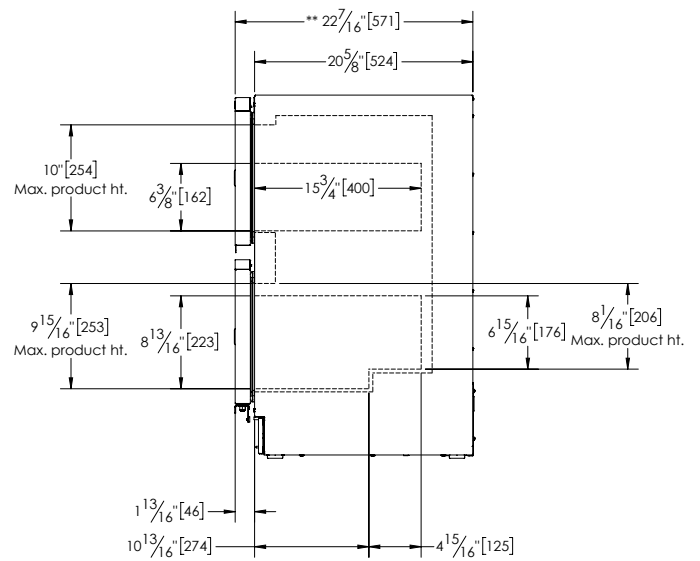 ** 22 7/16"[571]
20 5/8"[524]
10"[254]
Max. product ht.
6 3/8"[162]
15 3/4"[400]
9 15/16"[253]
Max. product ht.
8 13/16"[223]
6 15/16"[176]
8 1/16"[206]
Max. product ht.
1 13/16"[46]
10 13/16"[274]
4 15/16"[125]